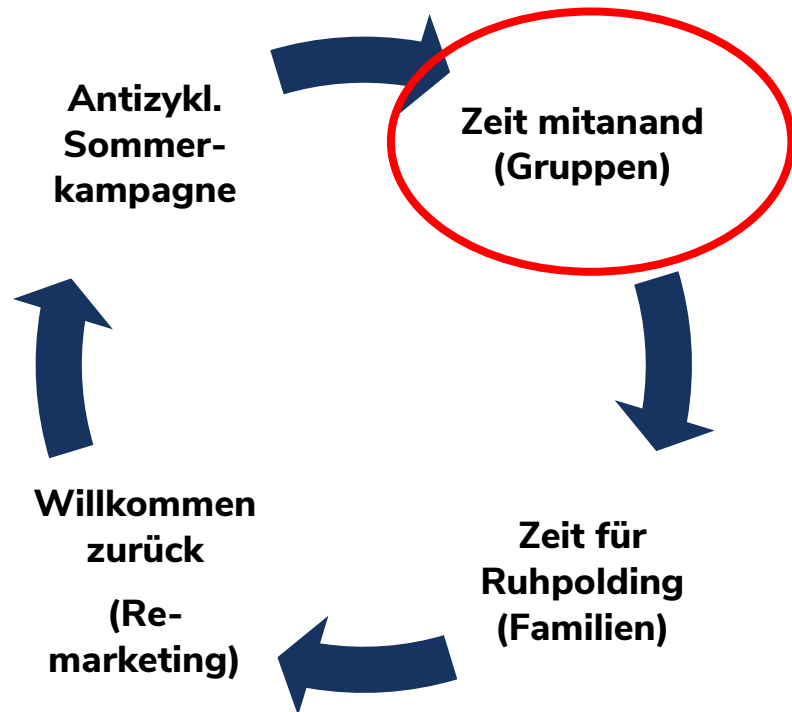 Antizykl.
Sommer-
kampagne
Zeit mitanand
(Gruppen)
Zeit für
Ruhpolding
(Familien)
Willkommen
zurück
(Re-
marketing)